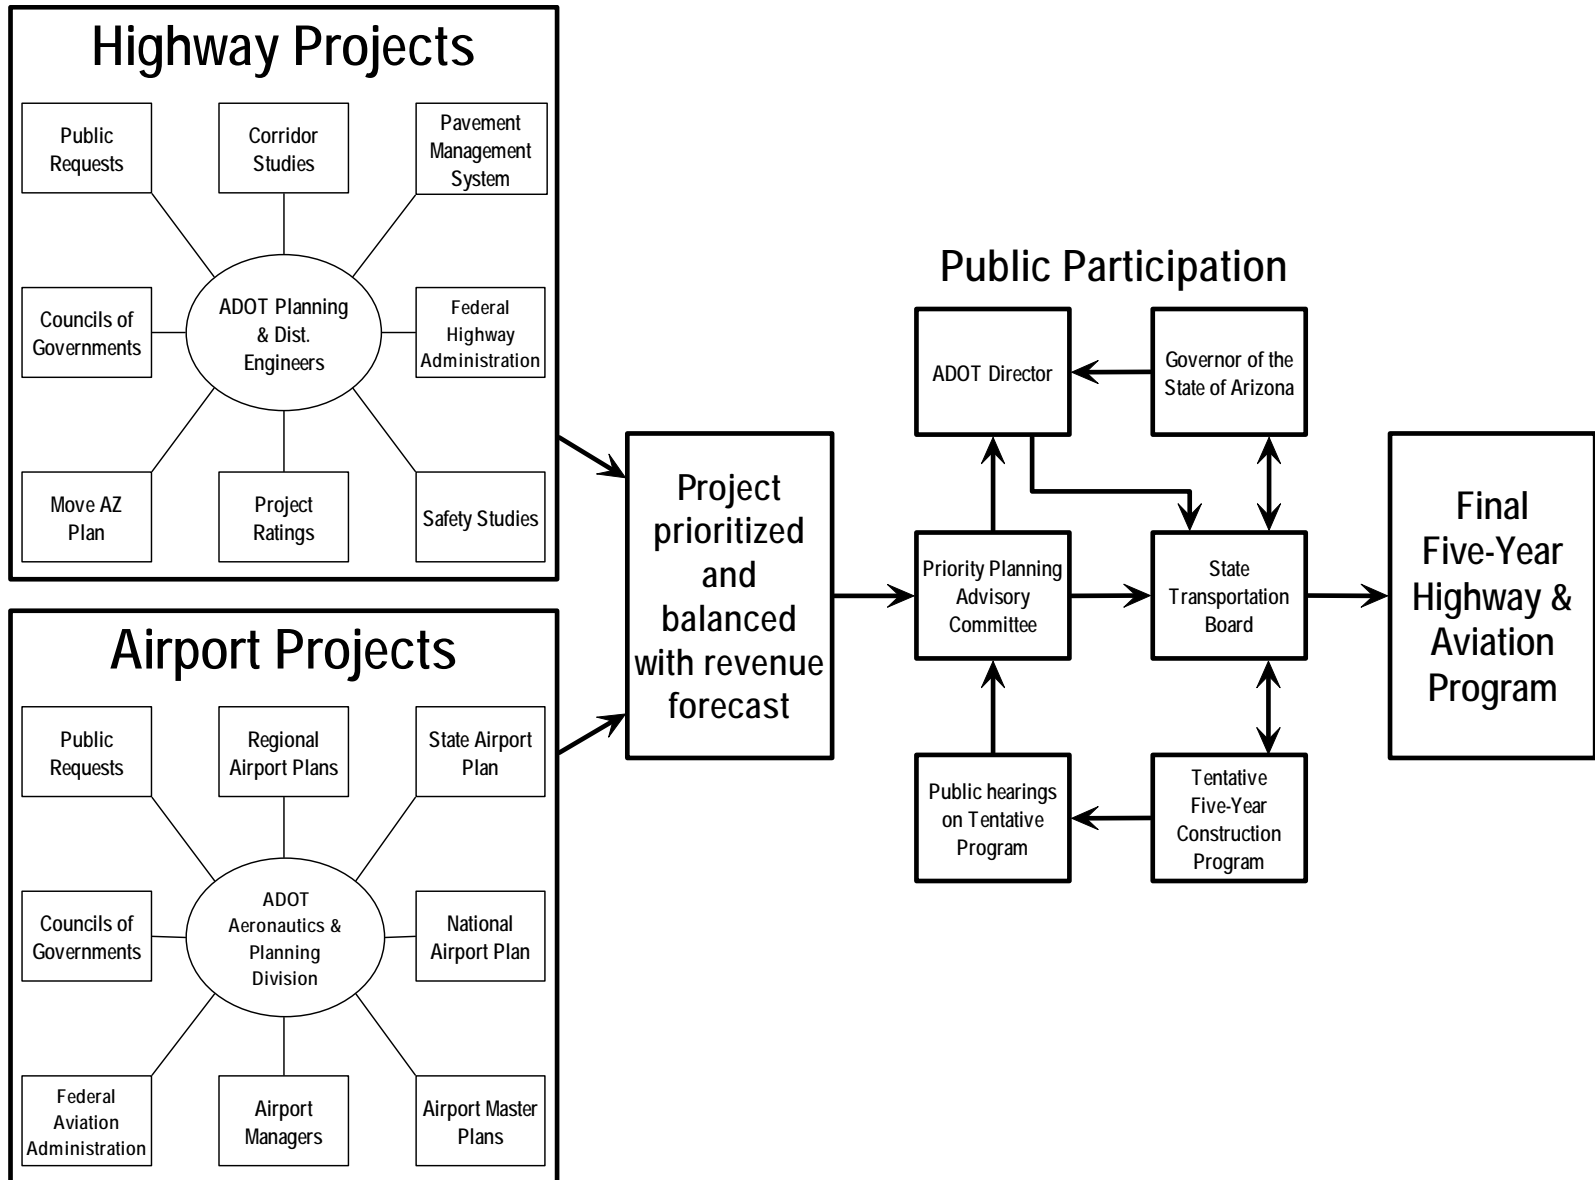 Highway Projects
Public
Requests
Corridor
Studies
Pavement
Management
System
Councils of
Governments
ADOT Planning
& Dist.
Engineers
Federal
Highway
Administration
Move AZ
Plan
Project
Ratings
Safety Studies
Airport Projects
Public
Requests
Regional
Airport Plans
State Airport
Plan
Councils of
Governments
ADOT
Aeronautics &
Planning
Division
National
Airport Plan
Federal
Aviation
Administration
Airport
Managers
Airport Master
Plans
Project
prioritized
and
balanced
with revenue
forecast
Public Participation
ADOT Director
Governor of the
State of Arizona
Priority Planning
Advisory
Committee
State
Transportation
Board
Public hearings
on Tentative
Program
Tentative
Five-Year
Construction
Program
Final
Five-Year
Highway &
Aviation
Program